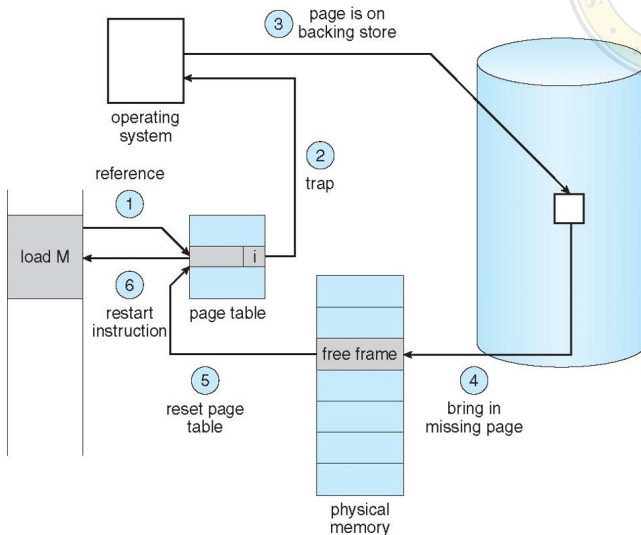 3
page is on
backing store
operating
system
2
trap
reference
1
load M
i
6
restart
instruction
page table
free frame
5
reset page
table
4
bring in
missing page
physical
memory